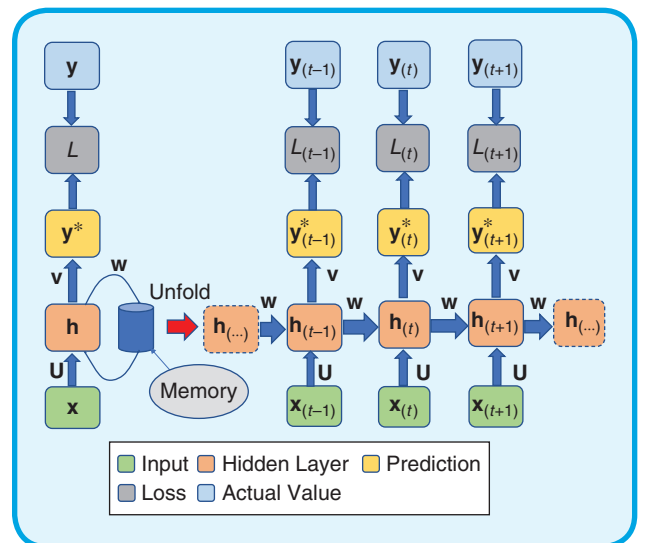 y y(t–1) y(t) y(t+1)
L L(t–1) L(t) L(t+1)
y* y*(t–1) y*(t) y*(t+1)
v w Unfold v v v
w w w w
h h(...) h(t–1) h(t) h(t+1) h(...)
U Memory U U U
x x(t–1) x(t) x(t+1)
Input Hidden Layer Prediction
Loss Actual Value